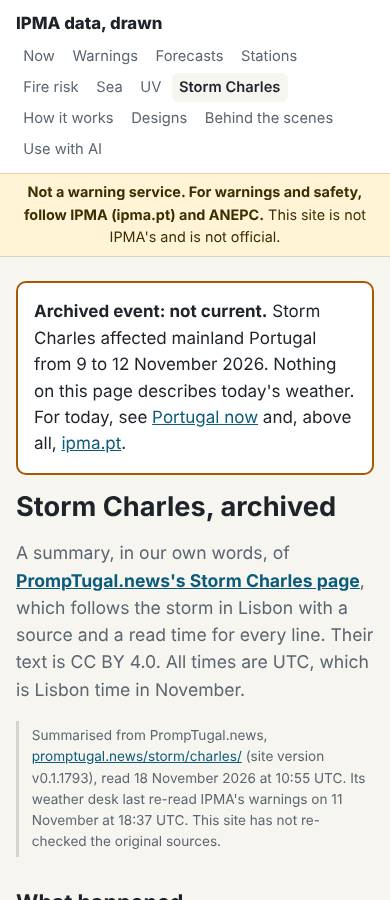 IPMA data, drawn
Now Warnings Forecasts Stations
Fire risk Sea UV Storm Charles
How it works Designs Behind the scenes
Use with AI
Not a warning service. For warnings and safety,
follow IPMA (ipma.pt) and ANEPC. This site is not
IPMA's and is not official.
Archived event: not current. Storm
Charles affected mainland Portugal
from 9 to 12 November 2026. Nothing
on this page describes today's weather.
For today, see Portugal now and, above
all, ipma.pt.
Storm Charles, archived
A summary, in our own words, of
PrompTugal.news's Storm Charles page,
which follows the storm in Lisbon with a
source and a read time for every line. Their
text is CC BY 4.0. All times are UTC, which
is Lisbon time in November.
Summarised from PrompTugal.news,
promptugal.news/storm/charles/ (site version
v0.1.1793), read 18 November 2026 at 10:55 UTC. Its
weather desk last re-read IPMA's warnings on 11
November at 18:37 UTC. This site has not re-
checked the original sources.
What happened